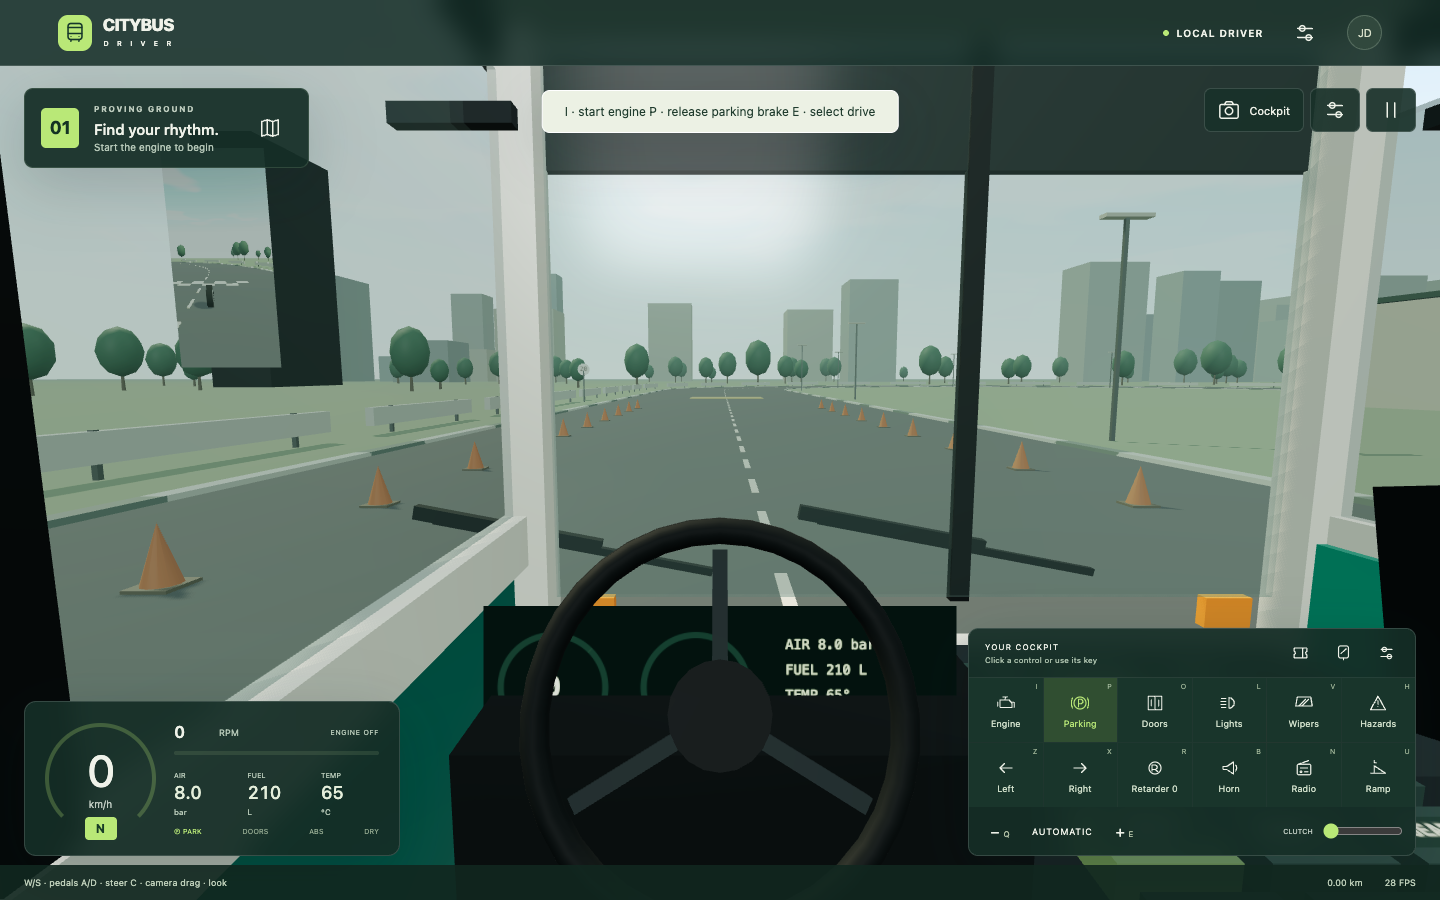 CITYBUS
DRIVER
LOCAL DRIVER
JD
01
PROVING GROUND
Find your rhythm.
Start the engine to begin
I · start engine P · release parking brake E · select drive
Cockpit
AIR 8.0 bar
FUEL 210 L
TEMP 65°
0
km/h
N
0 RPM ENGINE OFF
AIR FUEL TEMP
8.0 210 65
bar L °C
Ⓟ PARK DOORS ABS DRY
YOUR COCKPIT
Click a control or use its key
I P O L V H
Engine Parking Doors Lights Wipers Hazards
Z X R B N U
Left Right Retarder 0 Horn Radio Ramp
− Q AUTOMATIC + E CLUTCH
W/S · pedals A/D · steer C · camera drag · look
0.00 km 28 FPS